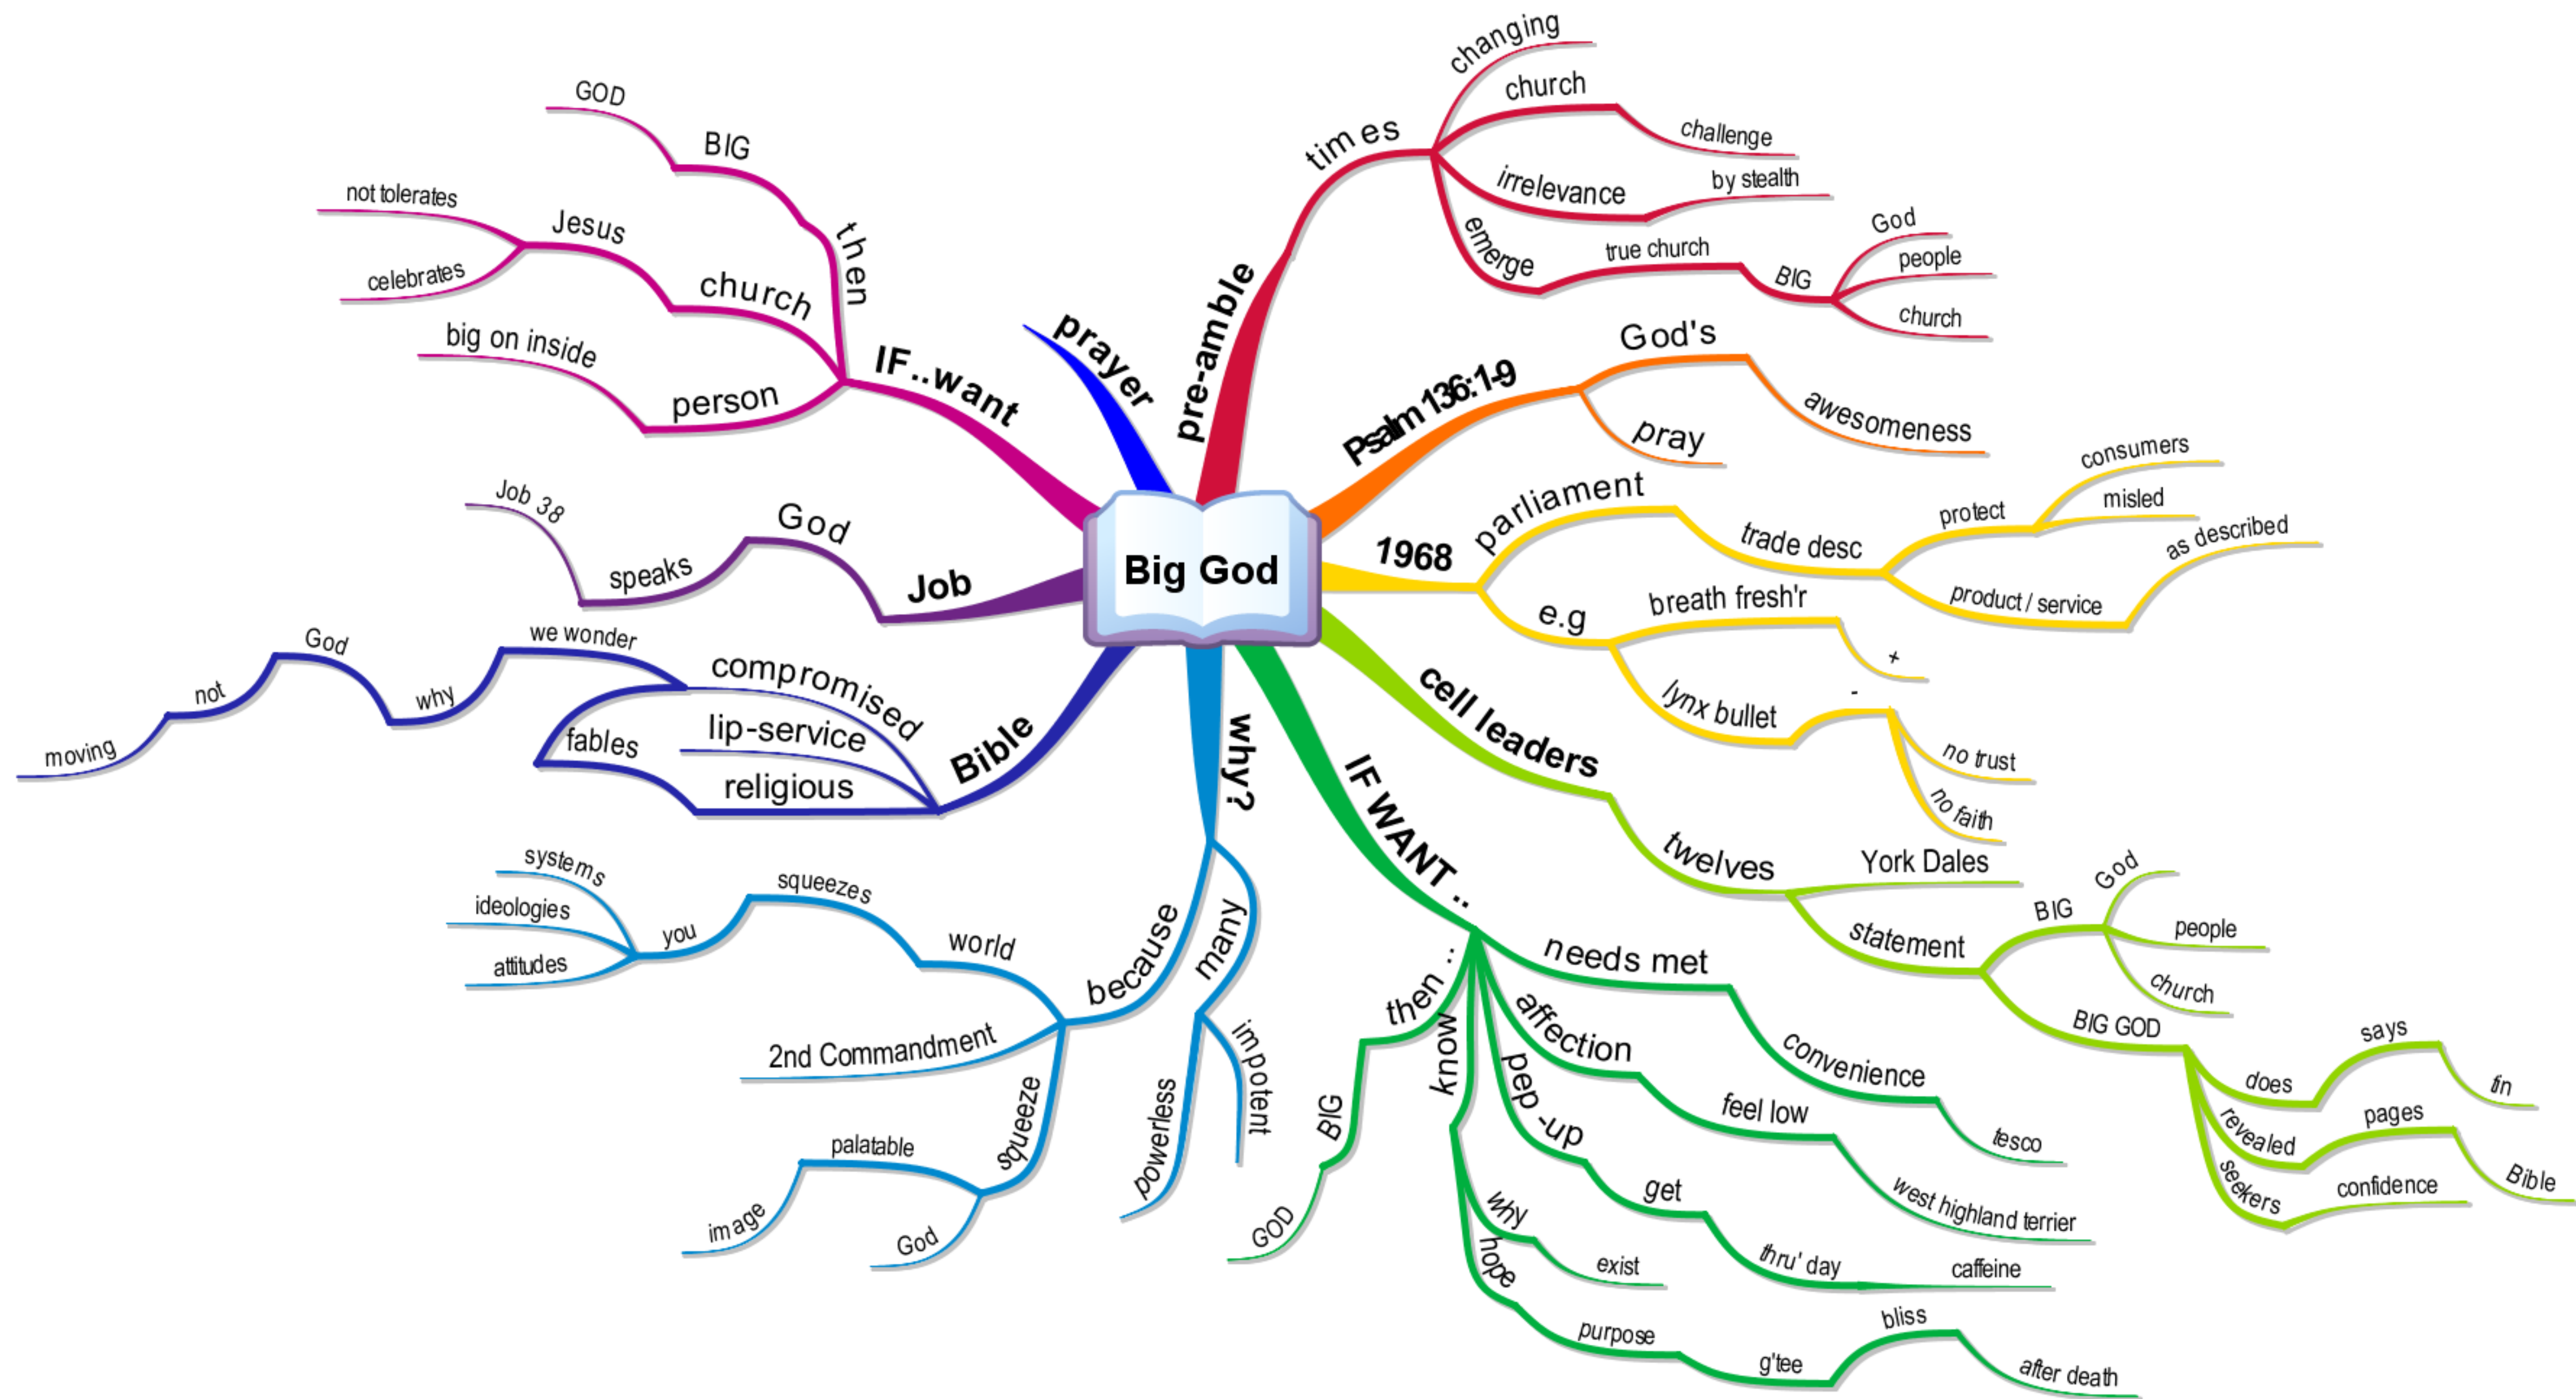 Big God
pre-amble
times
changing
church
challenge
irrelevance
by stealth
emerge
true church
BIG
God
people
church
Psalm 136:1-9
God's
awesomeness
pray
1968
parliament
trade desc
protect
consumers
misled
product / service
as described
e.g
breath fresh'r
+
lynx bullet
-
no trust
no faith
cell leaders
twelves
York Dales
statement
BIG
God
people
church
BIG GOD
does
says
tin
revealed
pages
Bible
seekers
confidence
IF WANT ..
needs met
convenience
tesco
affection
feel low
west highland terrier
pep -up
get
thru' day
caffeine
know
why
exist
hope
purpose
g'tee
bliss
after death
then :
BIG
GOD
why?
many
impotent
powerless
because
world
squeezes
you
systems
ideologies
attitudes
2nd Commandment
squeeze
palatable
image
God
Bible
compromised
we wonder
why
God
not
moving
lip-service
religious
fables
Job
God
speaks
Job 38
IF..want
then
BIG
GOD
church
Jesus
not tolerates
celebrates
person
big on inside
prayer